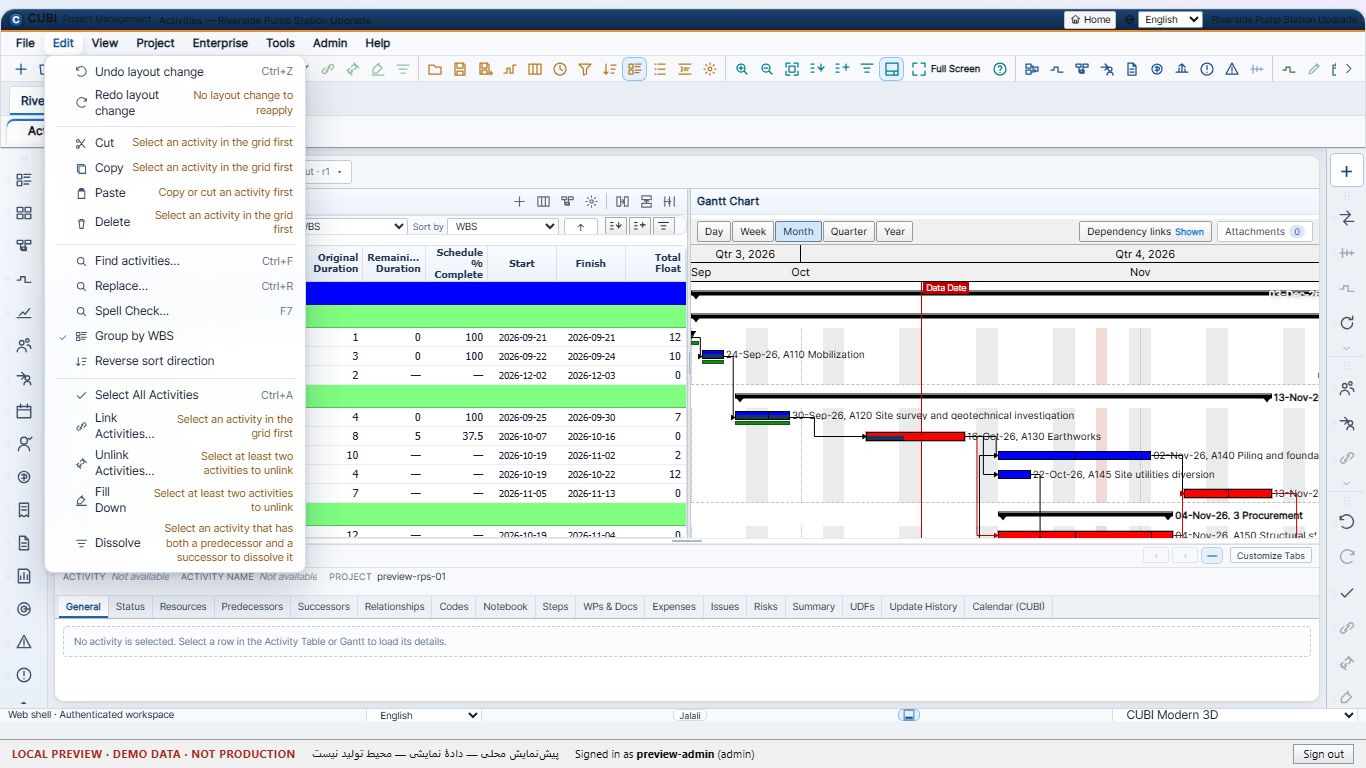 CUBI Project Management Activities — Riverside Pump Station Upgrade
Home English Riverside Pump Station Upgrade
File Edit View Project Enterprise Tools Admin Help
Full Screen
Undo layout change Ctrl+Z
Redo layout change No layout change to reapply
Cut Select an activity in the grid first
Copy Select an activity in the grid first
Paste Copy or cut an activity first
Delete Select an activity in the grid first
Find activities... Ctrl+F
Replace... Ctrl+R
Spell Check... F7
Group by WBS
Reverse sort direction
Select All Activities Ctrl+A
Link Activities... Select an activity in the grid first
Unlink Activities... Select at least two activities to unlink
Fill Down Select at least two activities to unlink
Dissolve Select an activity that has both a predecessor and a successor to dissolve it
· r1
Sort by WBS
Original Duration Remaini... Duration Schedule % Complete Start Finish Total Float
1 0 100 2026-09-21 2026-09-21 12
3 0 100 2026-09-22 2026-09-24 10
2 — — 2026-12-02 2026-12-03 0
4 0 100 2026-09-25 2026-09-30 7
8 5 37.5 2026-10-07 2026-10-16 0
10 — — 2026-10-19 2026-11-02 2
4 — — 2026-10-19 2026-10-22 12
7 — — 2026-11-05 2026-11-13 0
12 — — 2026-10-19 2026-11-04 0
Gantt Chart
Day Week Month Quarter Year Dependency links Shown Attachments 0
Qtr 3, 2026 Qtr 4, 2026
Sep Oct Nov
Data Date
03-Dec-26
24-Sep-26, A110 Mobilization
13-Nov-2
30-Sep-26, A120 Site survey and geotechnical investigation
16-Oct-26, A130 Earthworks
02-Nov-26, A140 Piling and founda
22-Oct-26, A145 Site utilities diversion
13-Nov-2
04-Nov-26, 3 Procurement
04-Nov-26, A150 Structural st
Customize Tabs
ACTIVITY Not available ACTIVITY NAME Not available PROJECT preview-rps-01
General Status Resources Predecessors Successors Relationships Codes Notebook Steps WPs & Docs Expenses Issues Risks Summary UDFs Update History Calendar (CUBI)
No activity is selected. Select a row in the Activity Table or Gantt to load its details.
Web shell · Authenticated workspace English Jalali CUBI Modern 3D
LOCAL PREVIEW · DEMO DATA · NOT PRODUCTION پیش‌نمایش محلی — دادهٔ نمایشی — محیط تولید نیست Signed in as preview-admin (admin) Sign out